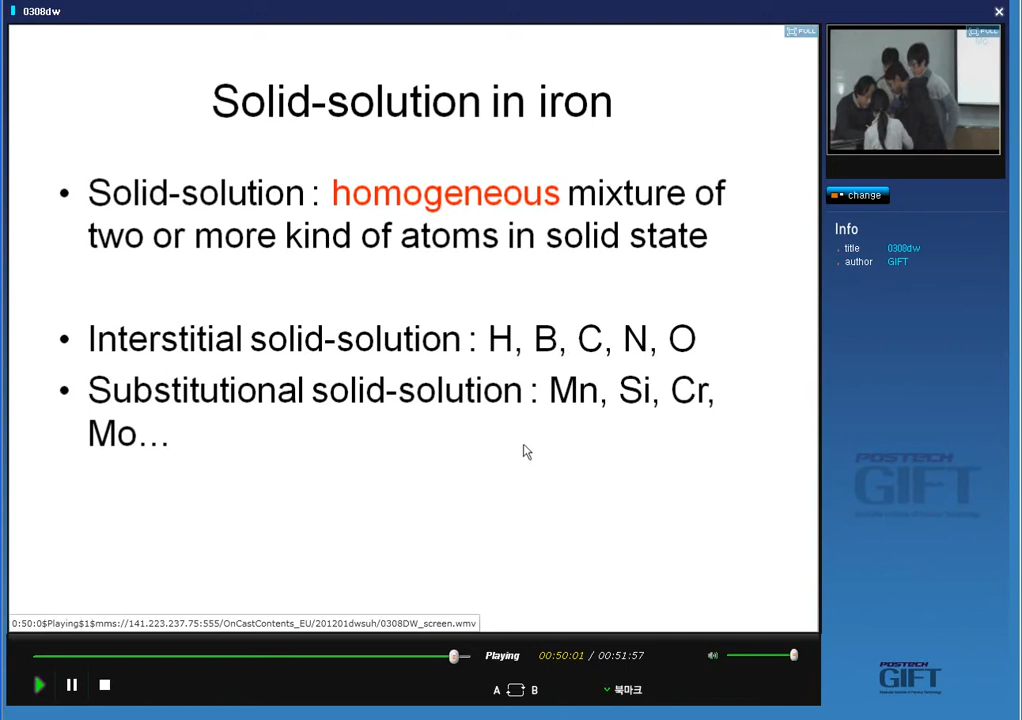 0308dw
FULL
FULL
Solid-solution in iron
• Solid-solution : homogeneous mixture of
two or more kind of atoms in solid state
• Interstitial solid-solution : H, B, C, N, O
• Substitutional solid-solution : Mn, Si, Cr,
Mo…
change
Info
title 0308dw
author GIFT
POSTECH
GIFT
0:50:0$Playing$1$mms://141.223.237.75:555/OnCastContents_EU/201201dwsuh/0308DW_screen.wmv
Playing 00:50:01 / 00:51:57
A B 북마크
POSTECH
GIFT